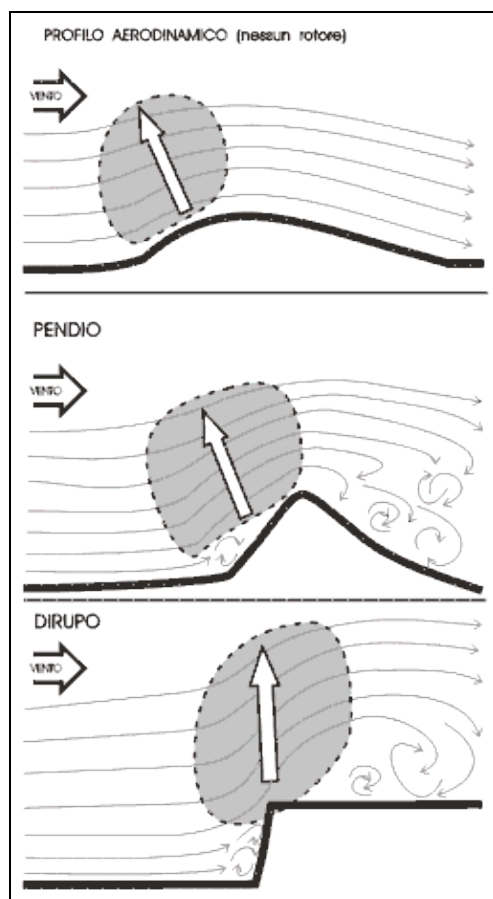 PROFILO AERODINAMICO (nessun rotore)
VENTO
PENDIO
VENTO
DIRUPO
VENTO